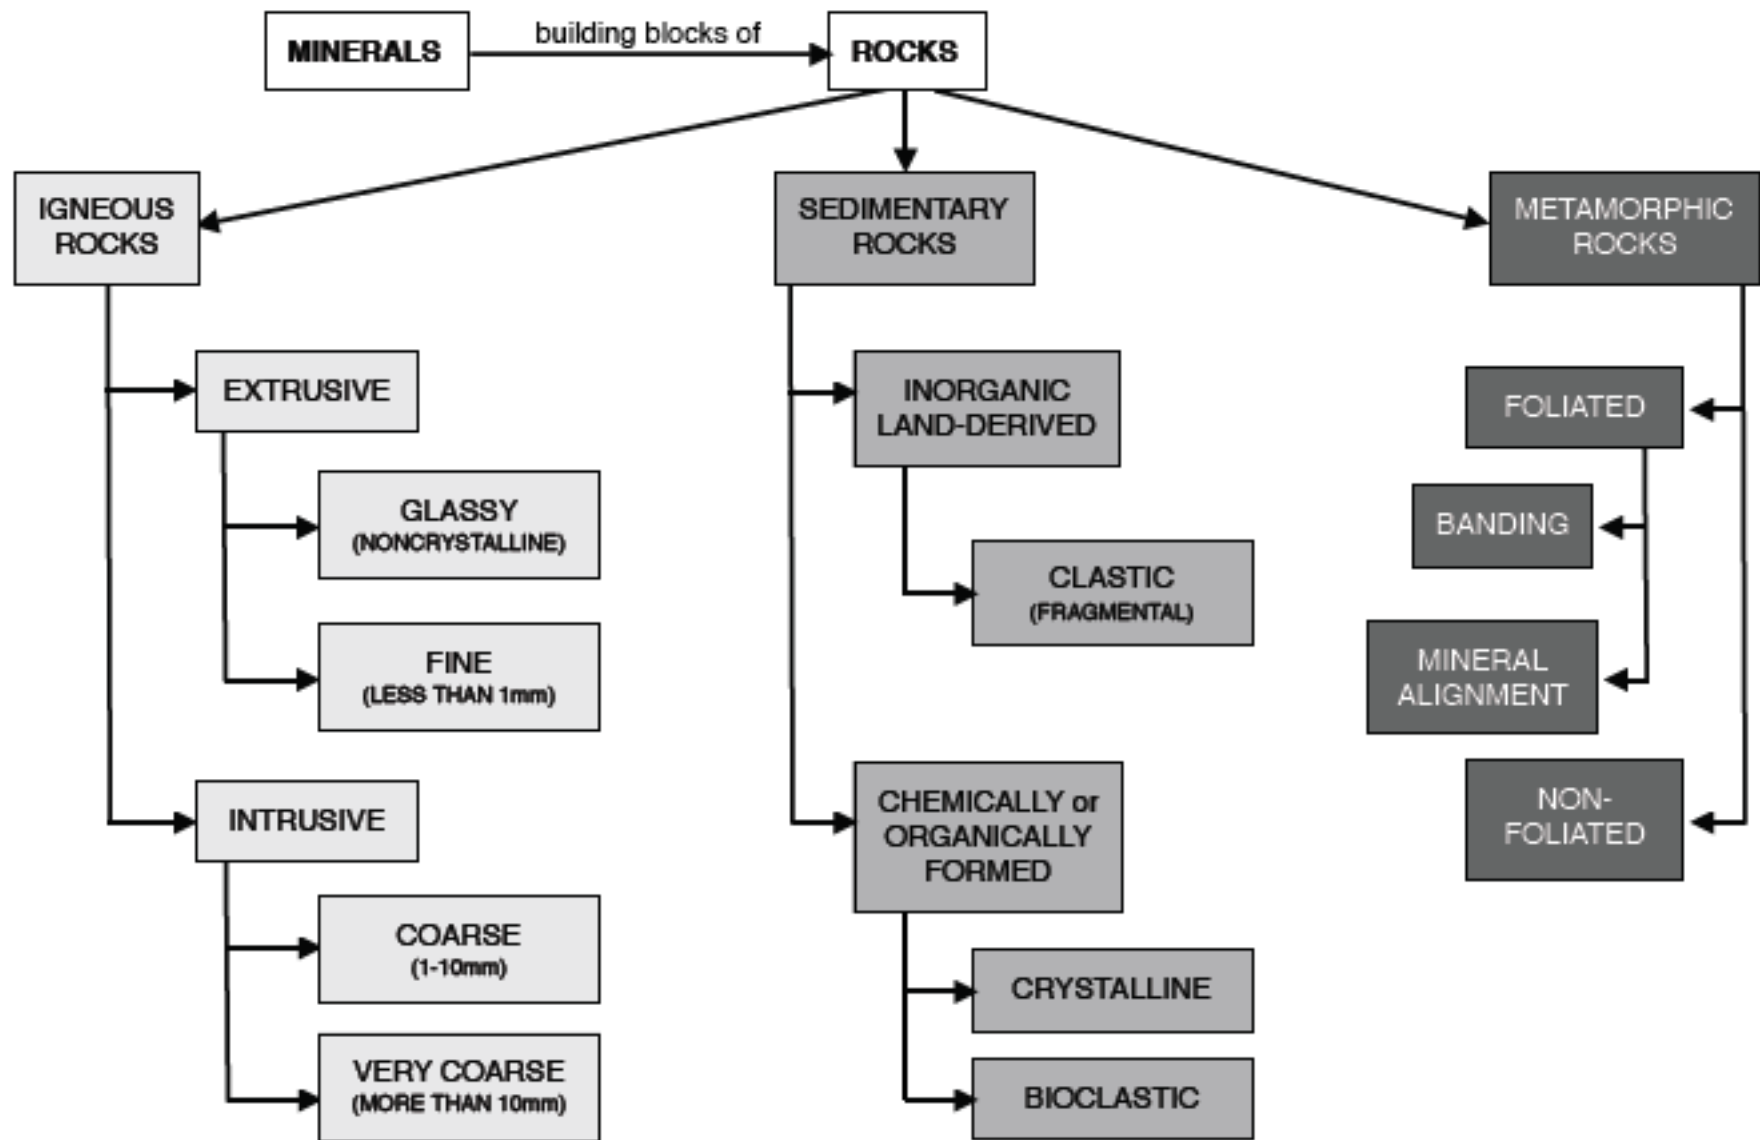 MINERALS
building blocks of
ROCKS
IGNEOUS
ROCKS
SEDIMENTARY
ROCKS
METAMORPHIC
ROCKS
EXTRUSIVE
GLASSY
(NONCRYSTALLINE)
FINE
(LESS THAN 1mm)
INTRUSIVE
COARSE
(1-10mm)
VERY COARSE
(MORE THAN 10mm)
INORGANIC
LAND-DERIVED
CLASTIC
(FRAGMENTAL)
CHEMICALLY or
ORGANICALLY
FORMED
CRYSTALLINE
BIOCLASTIC
FOLIATED
BANDING
MINERAL
ALIGNMENT
NON-
FOLIATED